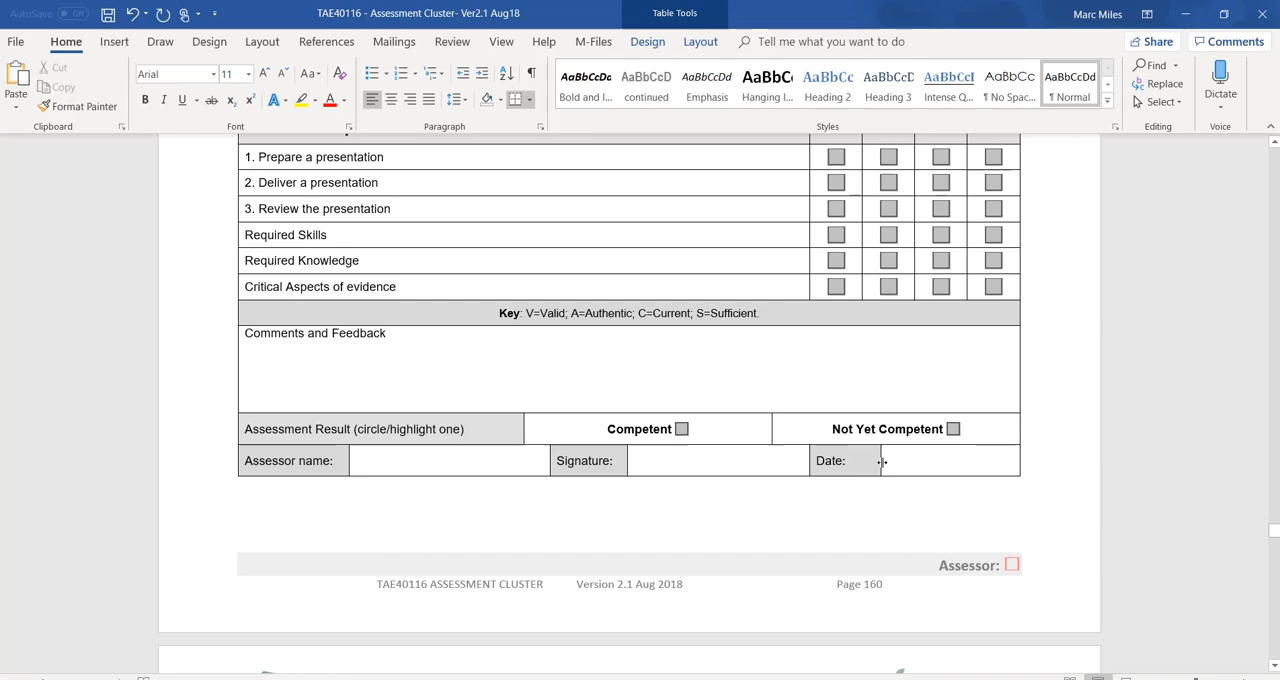 AutoSave Off TAE40116 - Assessment Cluster- Ver2.1 Aug18 Table Tools Marc Miles
File Home Insert Draw Design Layout References Mailings Review View Help M-Files Design Layout Tell me what you want to do Share Comments
Paste
Cut
Copy
Format Painter
Clipboard
Arial 11
Font
Paragraph
AaBbCcDc AaBbCcD AaBbCcDc AaBbC AaBbCc AaBbCcD AaBbCcI AaBbCc AaBbCcDd
Bold and I... continued Emphasis Hanging I... Heading 2 Heading 3 Intense Q... ¶ No Spac... ¶ Normal
Styles
Find
Replace
Select
Editing
Dictate
Voice
1. Prepare a presentation
2. Deliver a presentation
3. Review the presentation
Required Skills
Required Knowledge
Critical Aspects of evidence
Key: V=Valid; A=Authentic; C=Current; S=Sufficient.
Comments and Feedback
Assessment Result (circle/highlight one) Competent Not Yet Competent
Assessor name: Signature: Date:
Assessor:
TAE40116 ASSESSMENT CLUSTER Version 2.1 Aug 2018 Page 160